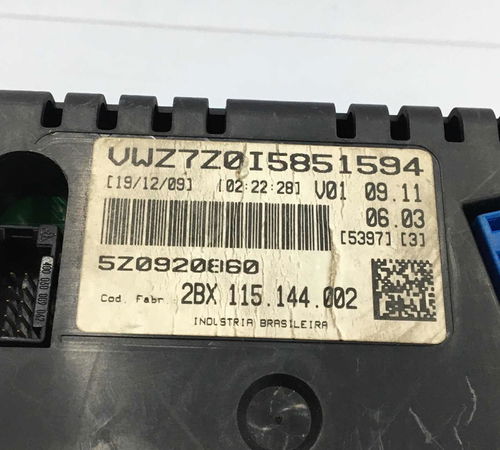 VWZ7Z0I5851594
[19/12/09] [02:22:28] V01 09.11
06.03
[5397] [3]
5Z0920860
Cod. Fabr.: 2BX 115.144.002
INDUSTRIA BRASILEIRA